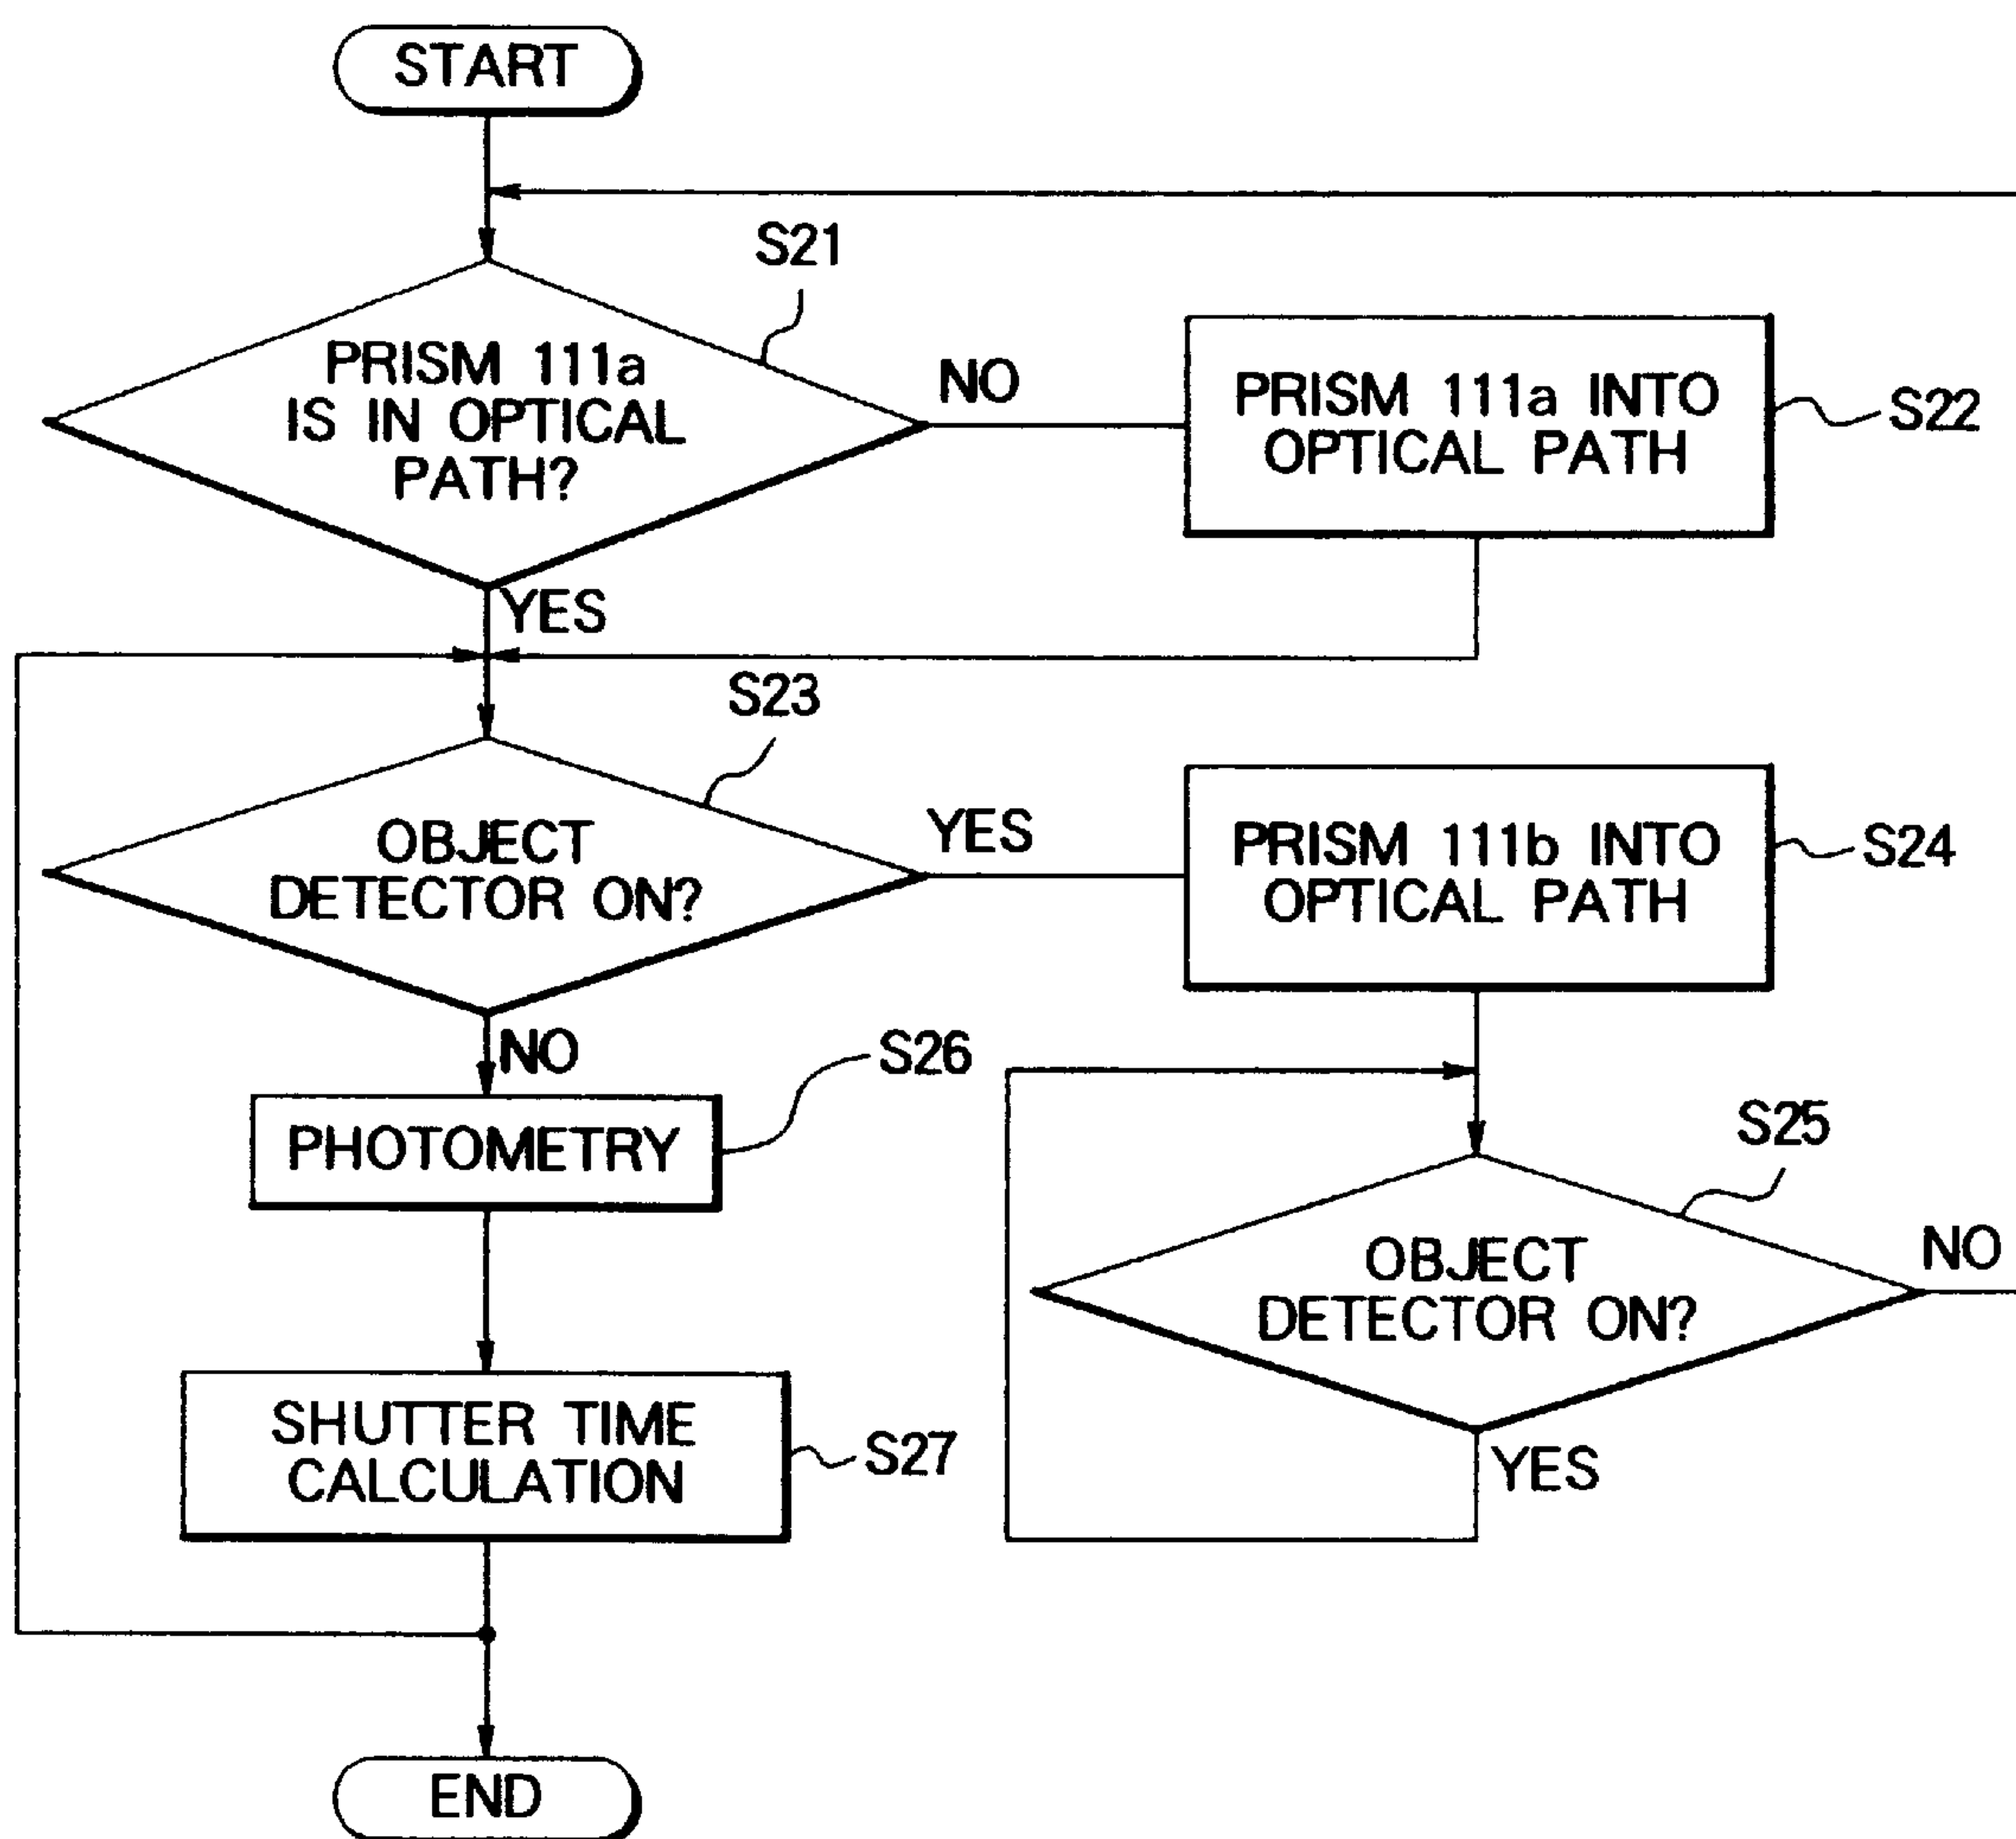 START
S21
PRISM 111a
IS IN OPTICAL
PATH?
NO
PRISM 111a INTO
OPTICAL PATH
S22
YES
S23
OBJECT
DETECTOR ON?
YES
PRISM 111b INTO
OPTICAL PATH
S24
NO
S26
PHOTOMETRY
S25
OBJECT
DETECTOR ON?
NO
YES
SHUTTER TIME
CALCULATION
S27
END